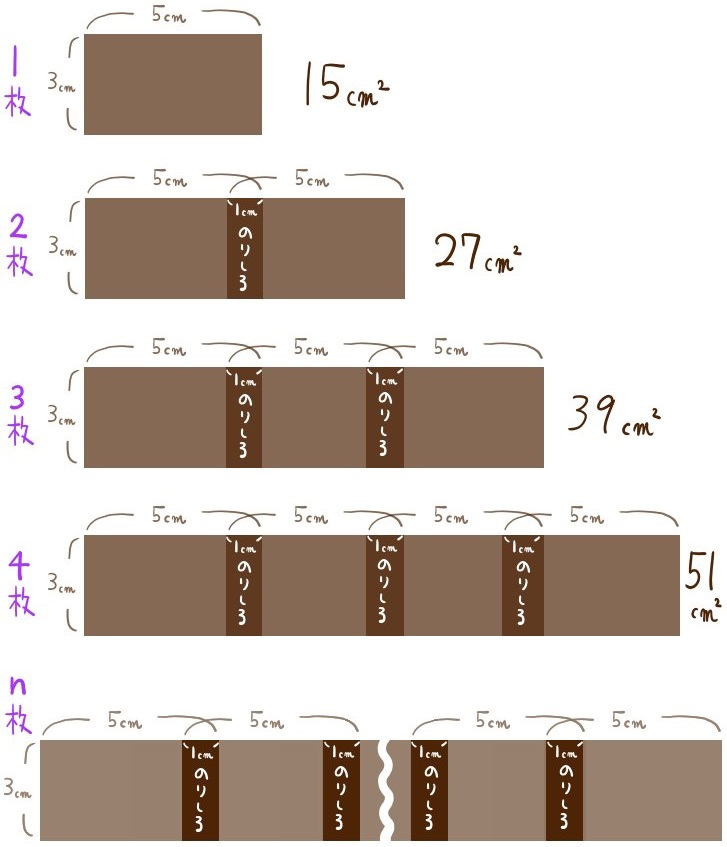 5cm
1
枚
3cm
15cm²
5cm 5cm
2
枚
3cm
1cm
のりしろ
27cm²
5cm 5cm 5cm
3
枚
3cm
1cm 1cm
のりしろ のりしろ
39cm²
5cm 5cm 5cm 5cm
4
枚
3cm
1cm 1cm 1cm
のりしろ のりしろ のりしろ
51
cm²
n
枚
5cm 5cm 5cm 5cm
3cm
1cm 1cm 1cm 1cm
のりしろ のりしろ のりしろ のりしろ